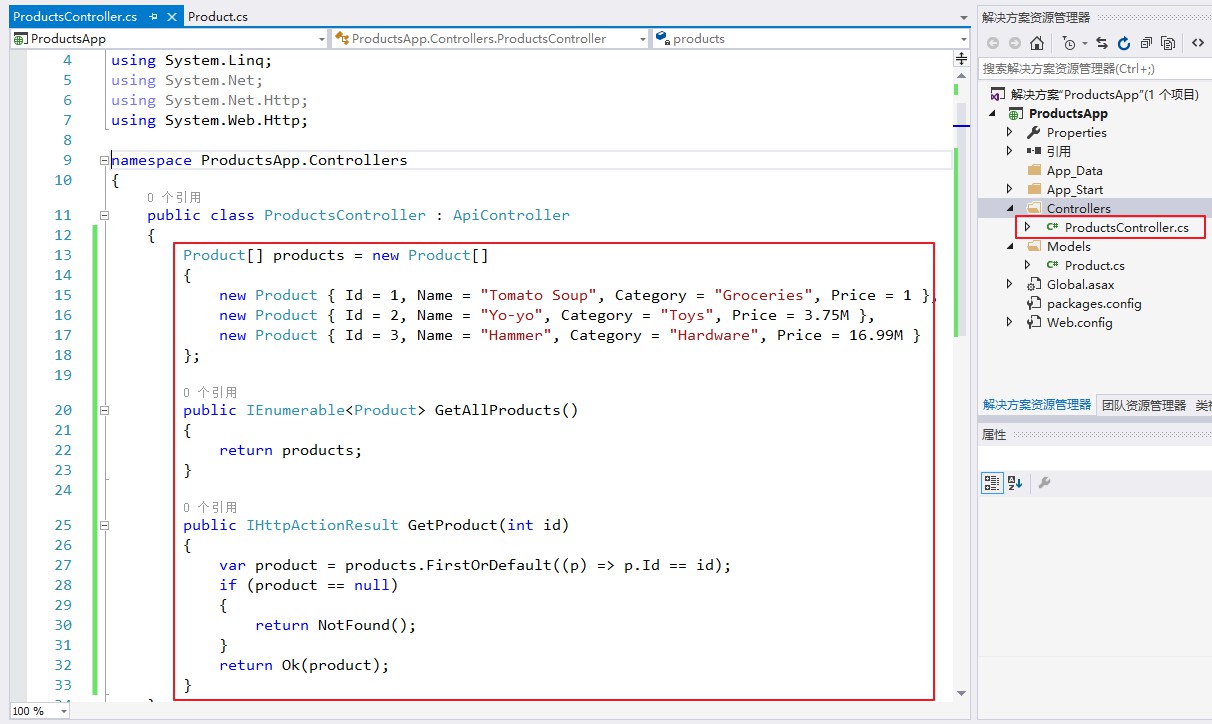 ProductsController.cs
Product.cs
ProductsApp
ProductsApp.Controllers.ProductsController
products
4 using System.Linq;
5 using System.Net;
6 using System.Net.Http;
7 using System.Web.Http;
8
9 namespace ProductsApp.Controllers
10 {
0 个引用
11 public class ProductsController : ApiController
12 {
13 Product[] products = new Product[]
14 {
15 new Product { Id = 1, Name = "Tomato Soup", Category = "Groceries", Price = 1 },
16 new Product { Id = 2, Name = "Yo-yo", Category = "Toys", Price = 3.75M },
17 new Product { Id = 3, Name = "Hammer", Category = "Hardware", Price = 16.99M }
18 };
19
0 个引用
20 public IEnumerable<Product> GetAllProducts()
21 {
22 return products;
23 }
24
0 个引用
25 public IHttpActionResult GetProduct(int id)
26 {
27 var product = products.FirstOrDefault((p) => p.Id == id);
28 if (product == null)
29 {
30 return NotFound();
31 }
32 return Ok(product);
33 }
100 %
解决方案资源管理器
搜索解决方案资源管理器(Ctrl+;)
解决方案"ProductsApp"(1 个项目)
ProductsApp
Properties
引用
App_Data
App_Start
Controllers
C# ProductsController.cs
Models
C# Product.cs
Global.asax
packages.config
Web.config
解决方案资源管理器
团队资源管理器
属性